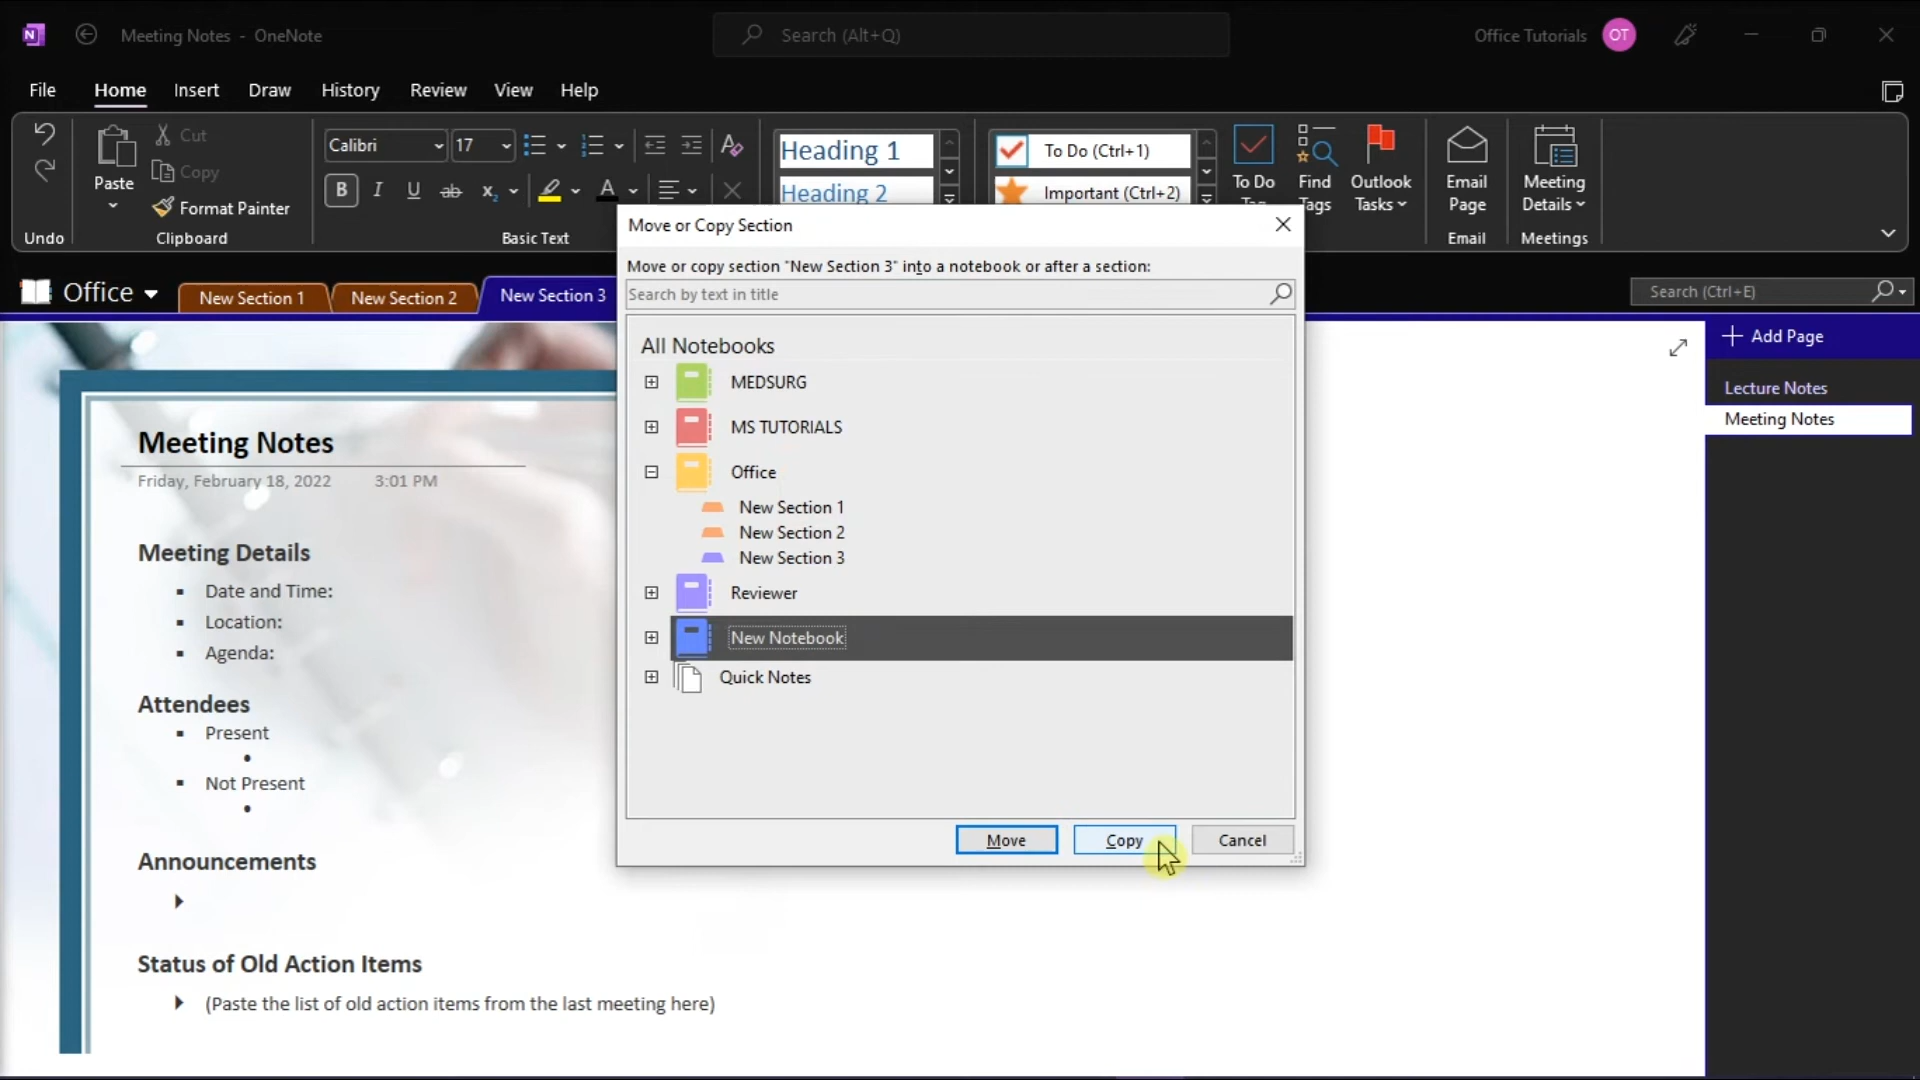 Meeting Notes - OneNote
Search (Alt+Q)
Office Tutorials
OT
File Home Insert Draw History Review View Help
Undo
Paste
Cut
Copy
Format Painter
Clipboard
Calibri 17
B I U ab x₂ A
Basic Text
Heading 1
Heading 2
To Do (Ctrl+1)
Important (Ctrl+2)
To Do
Find
Tags
Outlook
Tasks
Email
Page
Email
Meeting
Details
Meetings
Office
New Section 1
New Section 2
New Section 3
Search (Ctrl+E)
Move or Copy Section
Move or copy section "New Section 3" into a notebook or after a section:
Search by text in title
All Notebooks
MEDSURG
MS TUTORIALS
Office
New Section 1
New Section 2
New Section 3
Reviewer
New Notebook
Quick Notes
Move Copy Cancel
Add Page
Lecture Notes
Meeting Notes
Meeting Notes
Friday, February 18, 2022 3:01 PM
Meeting Details
Date and Time:
Location:
Agenda:
Attendees
Present
Not Present
Announcements
Status of Old Action Items
(Paste the list of old action items from the last meeting here)